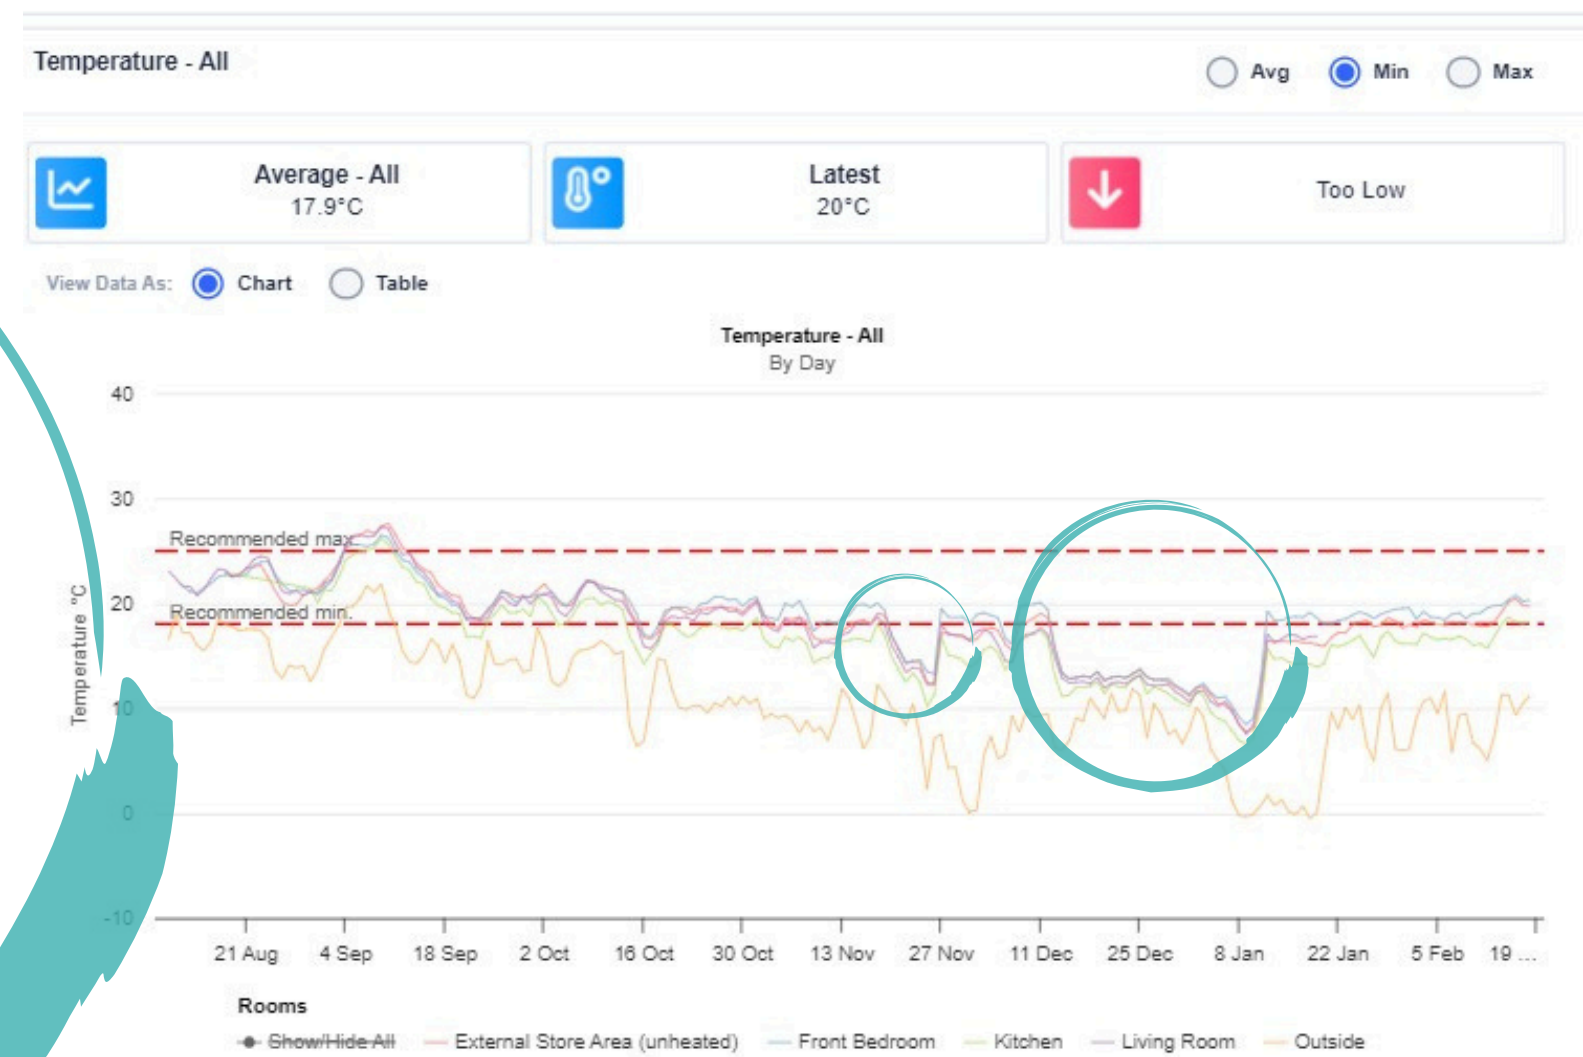 Temperature - All
Avg Min Max
Average - All
17.9°C
Latest
20°C
Too Low
View Data As: Chart Table
Temperature - All
By Day
40
30
20
10
0
-10
Temperature °C
Recommended max.
Recommended min.
21 Aug 4 Sep 18 Sep 2 Oct 16 Oct 30 Oct 13 Nov 27 Nov 11 Dec 25 Dec 8 Jan 22 Jan 5 Feb 19 ...
Rooms
Show/Hide All External Store Area (unheated) Front Bedroom Kitchen Living Room Outside